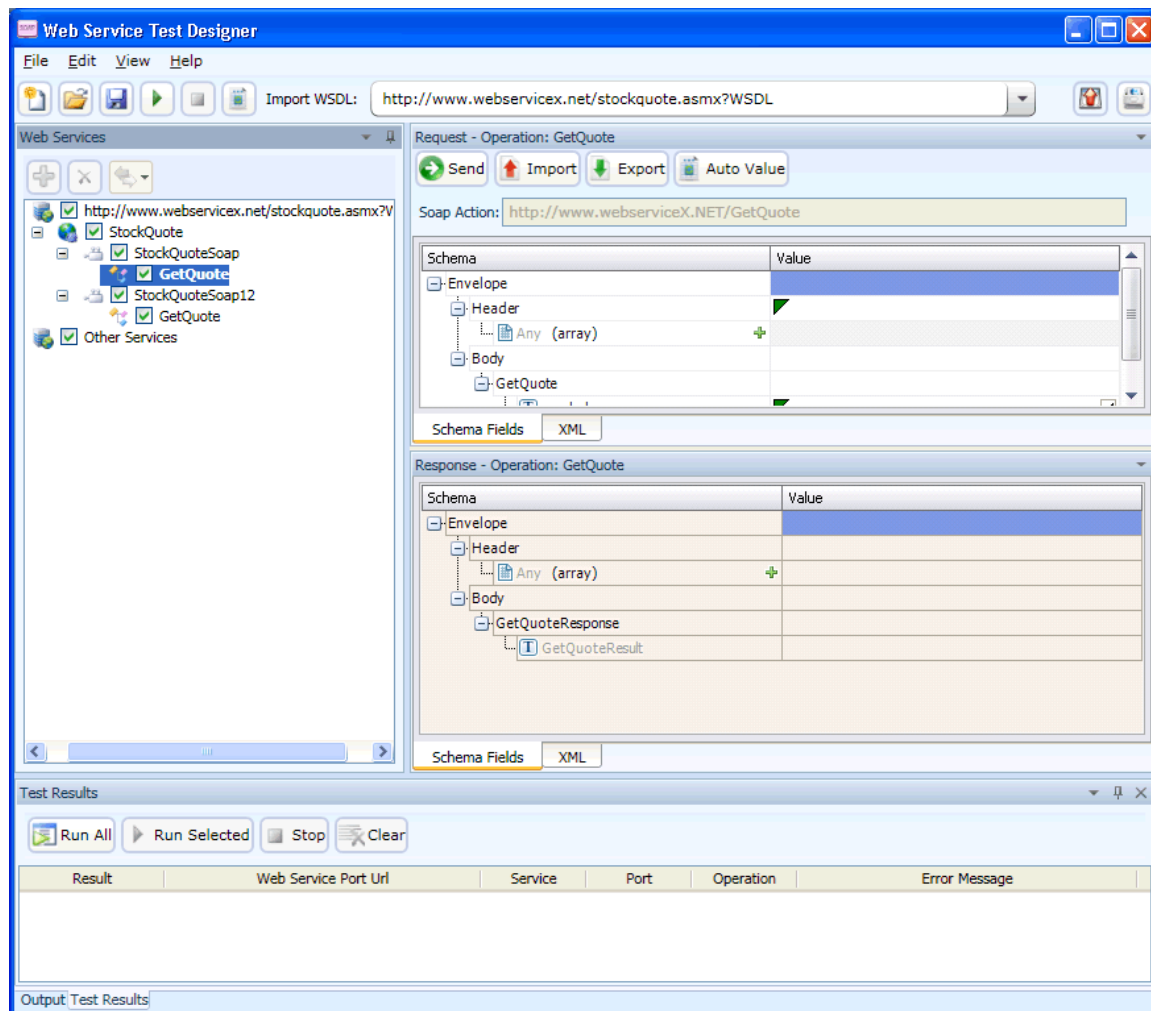 Web Service Test Designer
File Edit View Help
Import WSDL: http://www.webservicex.net/stockquote.asmx?WSDL
Web Services
http://www.webservicex.net/stockquote.asmx?V
StockQuote
StockQuoteSoap
GetQuote
StockQuoteSoap12
GetQuote
Other Services
Request - Operation: GetQuote
Send Import Export Auto Value
Soap Action: http://www.webserviceX.NET/GetQuote
Schema Value
Envelope
Header
Any (array)
Body
GetQuote
Schema Fields XML
Response - Operation: GetQuote
Schema Value
Envelope
Header
Any (array)
Body
GetQuoteResponse
T GetQuoteResult
Schema Fields XML
Test Results
Run All Run Selected Stop Clear
Result Web Service Port Url Service Port Operation Error Message
Output Test Results